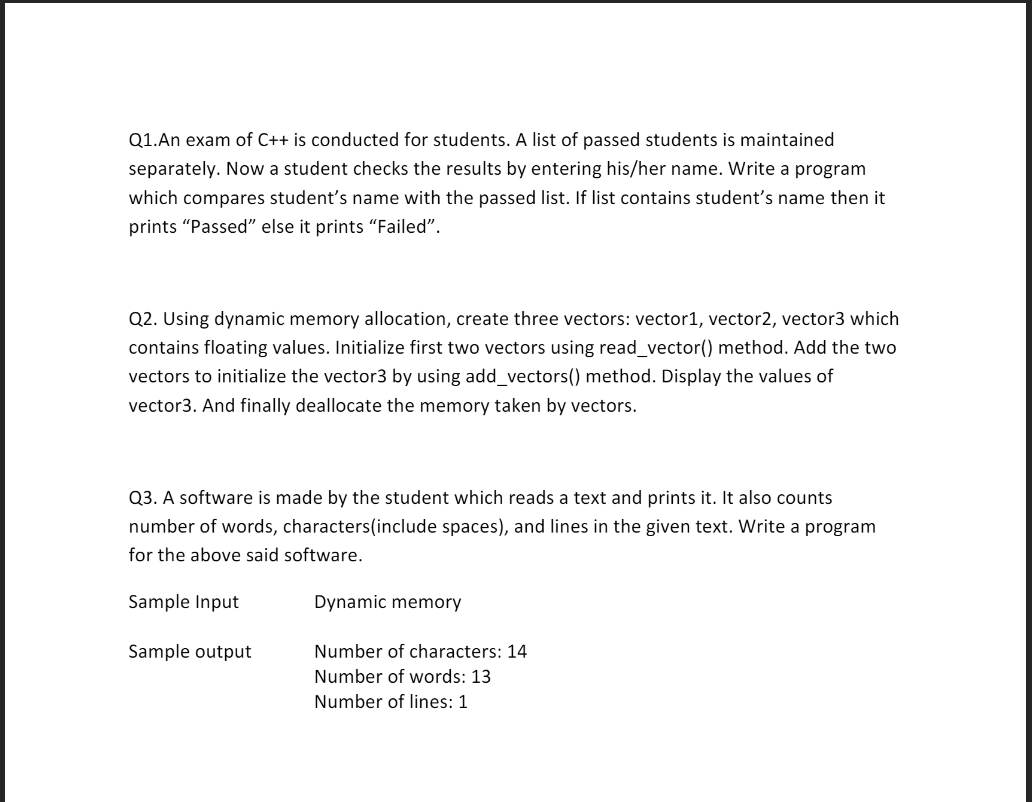 Q1.An exam of C++ is conducted for students. A list of passed students is maintained
separately. Now a student checks the results by entering his/her name. Write a program
which compares student’s name with the passed list. If list contains student’s name then it
prints “Passed” else it prints “Failed”.
Q2. Using dynamic memory allocation, create three vectors: vector1, vector2, vector3 which
contains floating values. Initialize first two vectors using read_vector() method. Add the two
vectors to initialize the vector3 by using add_vectors() method. Display the values of
vector3. And finally deallocate the memory taken by vectors.
Q3. A software is made by the student which reads a text and prints it. It also counts
number of words, characters(include spaces), and lines in the given text. Write a program
for the above said software.
Sample Input Dynamic memory
Sample output Number of characters: 14
Number of words: 13
Number of lines: 1